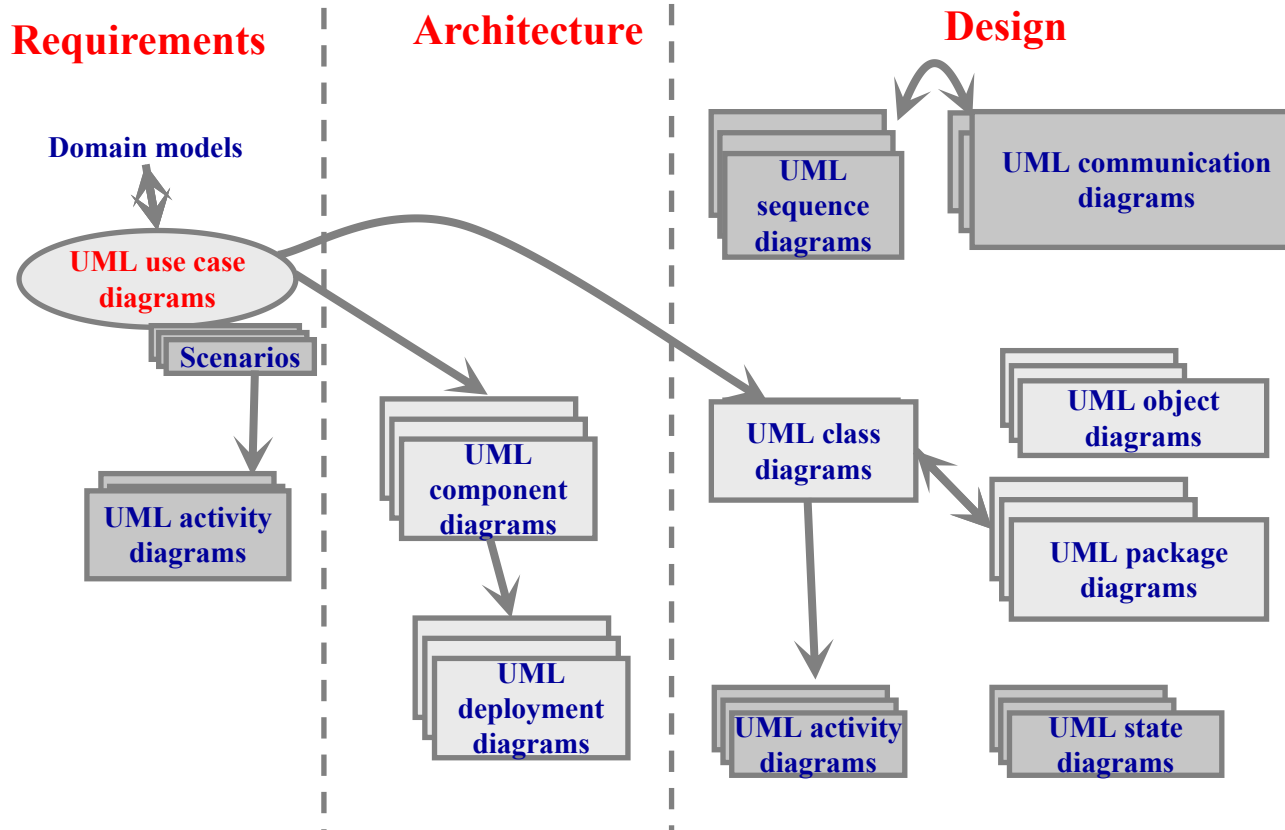 Requirements
Architecture
Design
Domain models
UML use case
diagrams
Scenarios
UML activity
diagrams
UML
component
diagrams
UML
deployment
diagrams
UML
sequence
diagrams
UML communication
diagrams
UML class
diagrams
UML object
diagrams
UML package
diagrams
UML activity
diagrams
UML state
diagrams